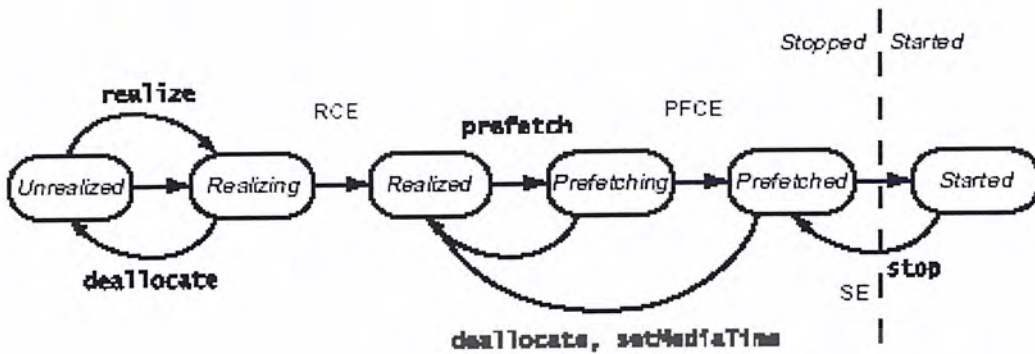 Stopped Started
realize
RCE
prefetch
PFCE
Unrealized
Realizing
Realized
Prefetching
Prefetched
Started
deallocate
stop
SE
deallocate, setMediaTime